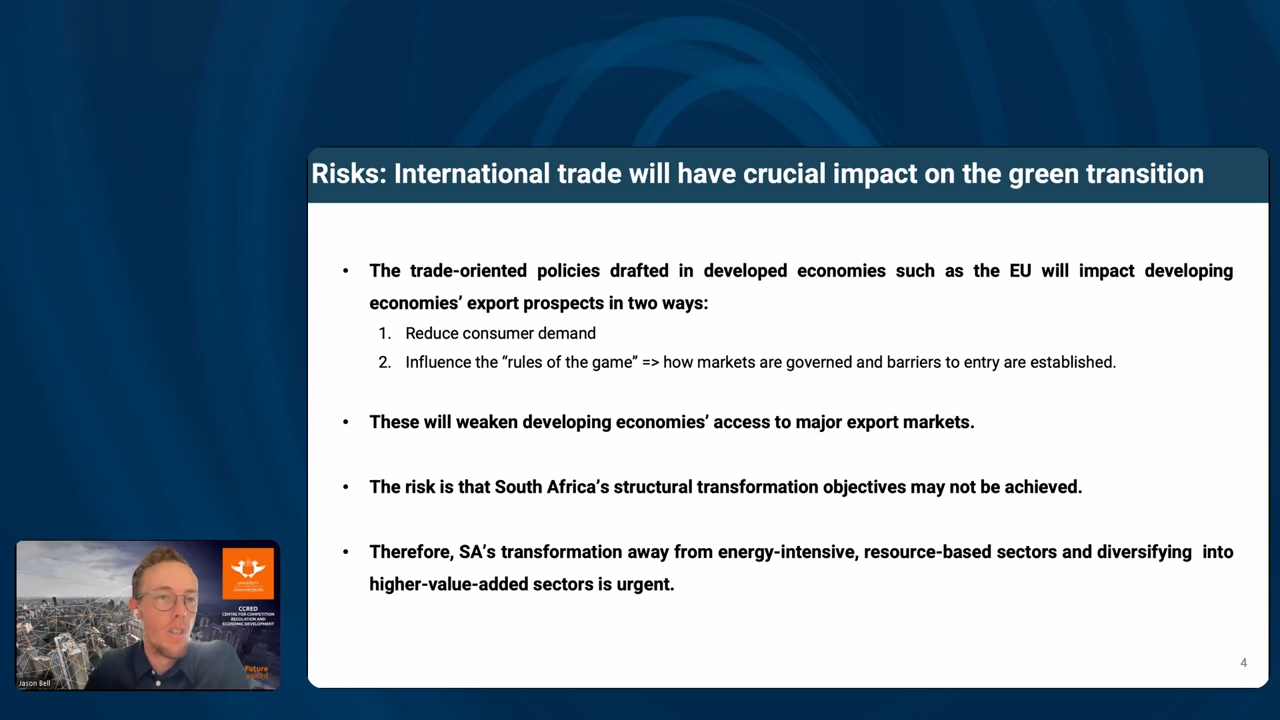 Risks: International trade will have crucial impact on the green transition
• The trade-oriented policies drafted in developed economies such as the EU will impact developing
economies’ export prospects in two ways:
1. Reduce consumer demand
2. Influence the “rules of the game” => how markets are governed and barriers to entry are established.
• These will weaken developing economies’ access to major export markets.
• The risk is that South Africa’s structural transformation objectives may not be achieved.
• Therefore, SA’s transformation away from energy-intensive, resource-based sectors and diversifying into
higher-value-added sectors is urgent.
4
UNIVERSITY
JOHANNESBURG
CCRED
CENTRE FOR COMPETITION
REGULATION AND
ECONOMIC DEVELOPMENT
Future
Jason Bell